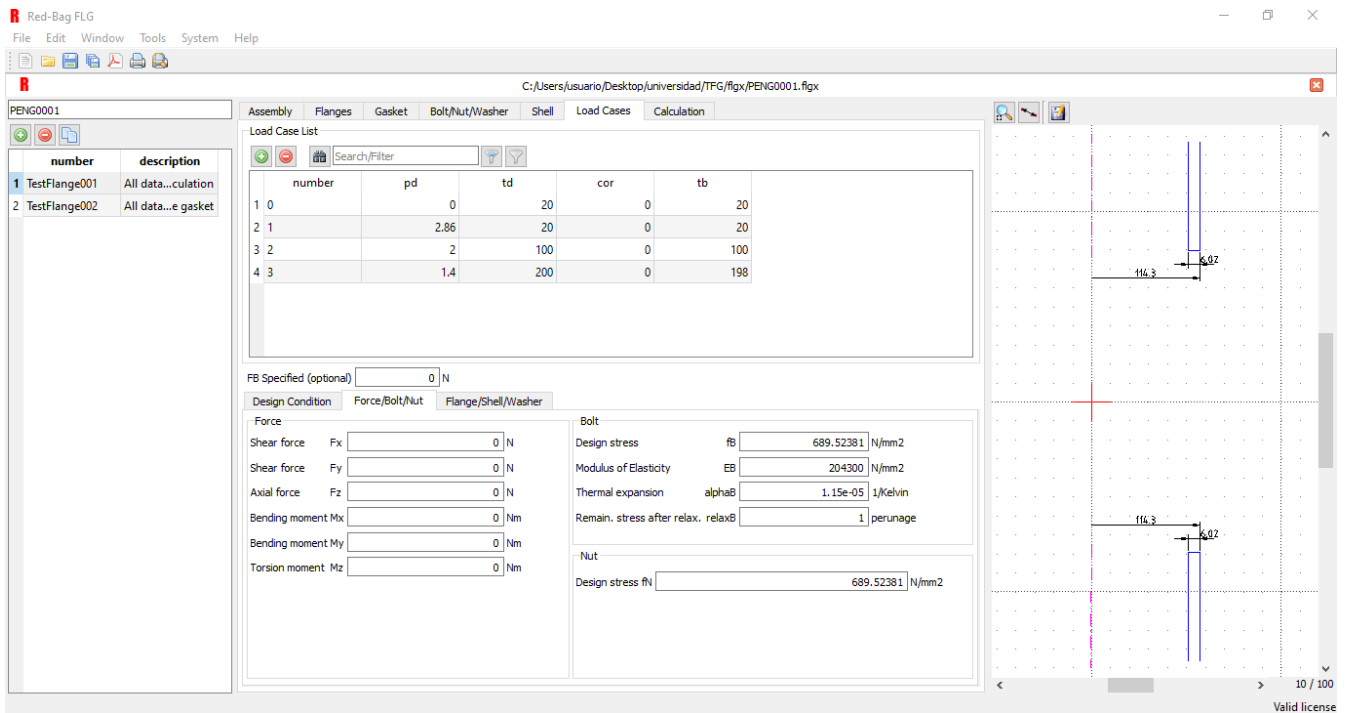 R Red-Bag FLG
File Edit Window Tools System Help
R C:/Users/usuario/Desktop/universidad/TFG/flgx/PENG0001.flgx
PENG0001
number description
1 TestFlange001 All data...culation
2 TestFlange002 All data...e gasket
Assembly Flanges Gasket Bolt/Nut/Washer Shell Load Cases Calculation
Load Case List
Search/Filter
number pd td cor tb
1 0 0 20 0 20
2 1 2.86 20 0 20
3 2 2 100 0 100
4 3 1.4 200 0 198
FB Specified (optional) 0 N
Design Condition Force/Bolt/Nut Flange/Shell/Washer
Force
Shear force Fx 0 N
Shear force Fy 0 N
Axial force Fz 0 N
Bending moment Mx 0 Nm
Bending moment My 0 Nm
Torsion moment Mz 0 Nm
Bolt
Design stress fB 689.52381 N/mm2
Modulus of Elasticity EB 204300 N/mm2
Thermal expansion alphaB 1.15e-05 1/Kelvin
Remain. stress after relax. relaxB 1 perunage
Nut
Design stress fN 689.52381 N/mm2
6.02
114.3
114.3
6.02
10 / 100
Valid license